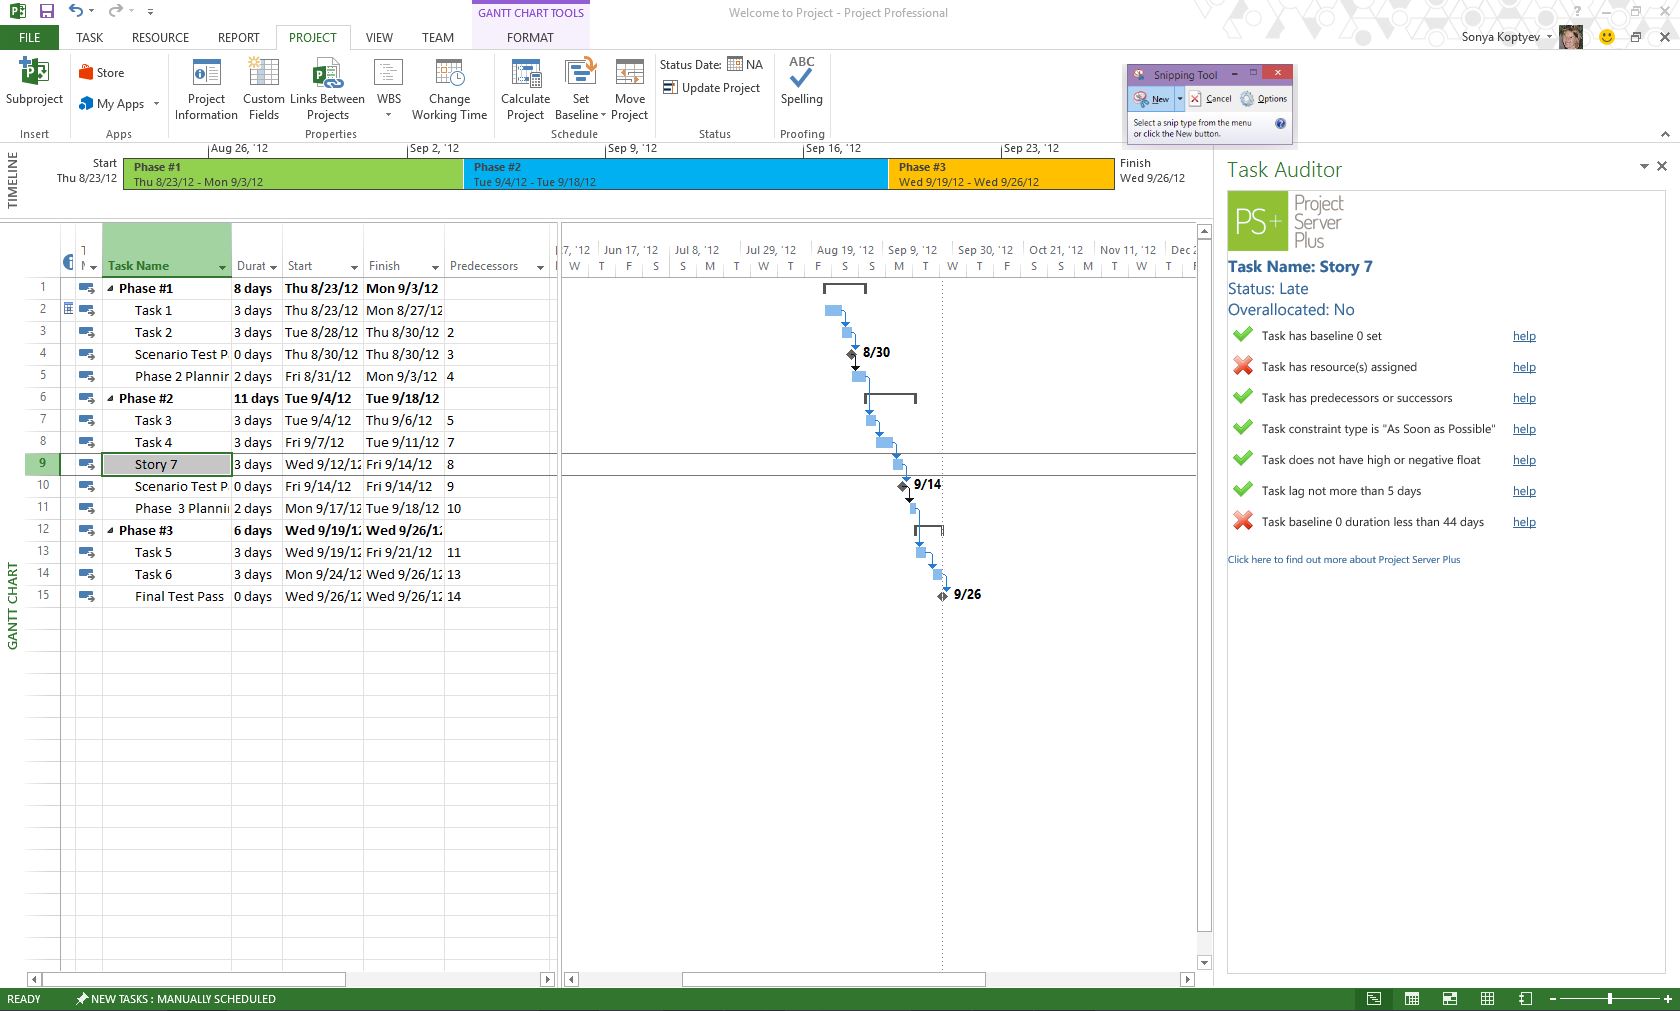 GANTT CHART TOOLS
Welcome to Project - Project Professional
FILE TASK RESOURCE REPORT PROJECT VIEW TEAM FORMAT
Sonya Koptyev
Subproject
Insert
Store
My Apps
Apps
Project Information
Custom Fields
Links Between Projects
WBS
Change Working Time
Properties
Calculate Project
Set Baseline
Move Project
Schedule
Status Date: NA
Update Project
Status
ABC
Spelling
Proofing
Snipping Tool
New Cancel Options
Select a snip type from the menu
or click the New button.
TIMELINE
Aug 26, '12 Sep 2, '12 Sep 9, '12 Sep 16, '12 Sep 23, '12
Start
Thu 8/23/12
Phase #1
Thu 8/23/12 - Mon 9/3/12
Phase #2
Tue 9/4/12 - Tue 9/18/12
Phase #3
Wed 9/19/12 - Wed 9/26/12
Finish
Wed 9/26/12
GANTT CHART
Task Name Durat Start Finish Predecessors
1 Phase #1 8 days Thu 8/23/12 Mon 9/3/12
2 Task 1 3 days Thu 8/23/12 Mon 8/27/12
3 Task 2 3 days Tue 8/28/12 Thu 8/30/12 2
4 Scenario Test P 0 days Thu 8/30/12 Thu 8/30/12 3
5 Phase 2 Plannin 2 days Fri 8/31/12 Mon 9/3/12 4
6 Phase #2 11 days Tue 9/4/12 Tue 9/18/12
7 Task 3 3 days Tue 9/4/12 Thu 9/6/12 5
8 Task 4 3 days Fri 9/7/12 Tue 9/11/12 7
9 Story 7 3 days Wed 9/12/12 Fri 9/14/12 8
10 Scenario Test P 0 days Fri 9/14/12 Fri 9/14/12 9
11 Phase 3 Planni 2 days Mon 9/17/12 Tue 9/18/12 10
12 Phase #3 6 days Wed 9/19/12 Wed 9/26/12
13 Task 5 3 days Wed 9/19/12 Fri 9/21/12 11
14 Task 6 3 days Mon 9/24/12 Wed 9/26/12 13
15 Final Test Pass 0 days Wed 9/26/12 Wed 9/26/12 14
7, '12 Jun 17, '12 Jul 8, '12 Jul 29, '12 Aug 19, '12 Sep 9, '12 Sep 30, '12 Oct 21, '12 Nov 11, '12 Dec 2
W T F S S M T W T F S S M T W T F S S M T W T F
8/30
9/14
9/26
Task Auditor
PS+ Project
Server
Plus
Task Name: Story 7
Status: Late
Overallocated: No
Task has baseline 0 set help
Task has resource(s) assigned help
Task has predecessors or successors help
Task constraint type is "As Soon as Possible" help
Task does not have high or negative float help
Task lag not more than 5 days help
Task baseline 0 duration less than 44 days help
Click here to find out more about Project Server Plus
READY NEW TASKS : MANUALLY SCHEDULED